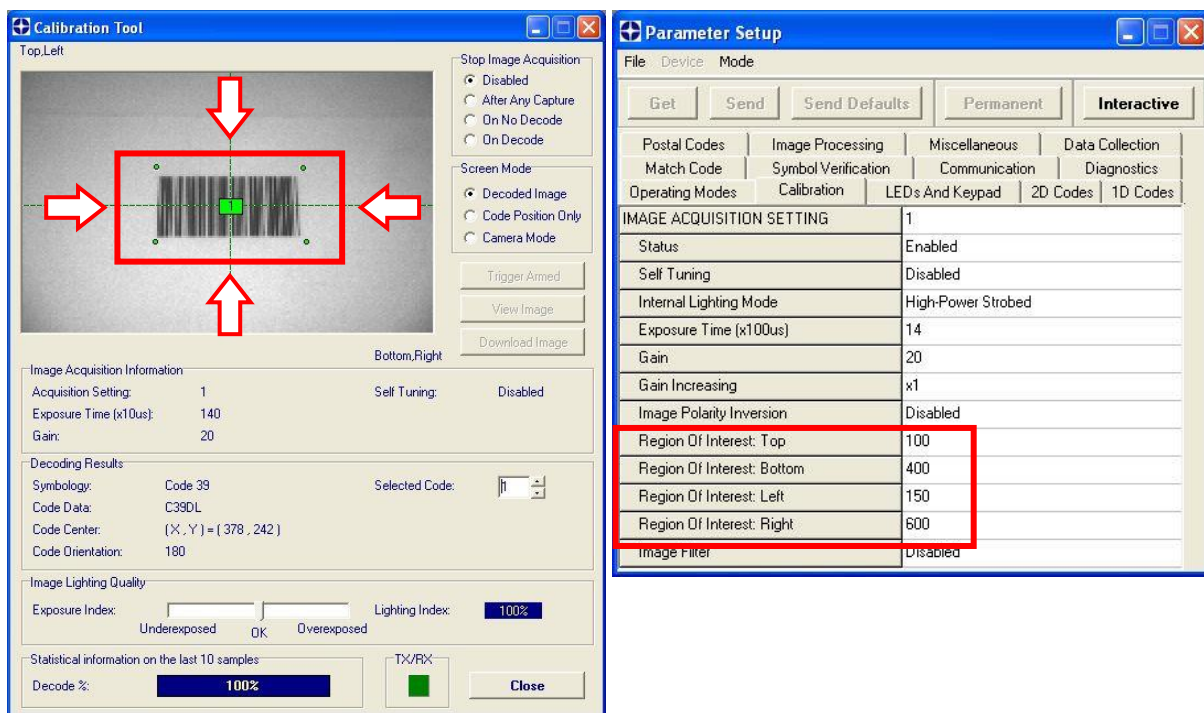 Calibration Tool
Top,Left
1
Bottom,Right
Stop Image Acquisition
Disabled
After Any Capture
On No Decode
On Decode
Screen Mode
Decoded Image
Code Position Only
Camera Mode
Trigger Armed
View Image
Download Image
Image Acquisition Information
Acquisition Setting: 1 Self Tuning: Disabled
Exposure Time (x10us): 140
Gain: 20
Decoding Results
Symbology: Code 39 Selected Code: 1
Code Data: C39DL
Code Center: ( X , Y ) = ( 378 , 242 )
Code Orientation: 180
Image Lighting Quality
Exposure Index: Lighting Index: 100%
Underexposed OK Overexposed
Statistical information on the last 10 samples
Decode %: 100%
TX/RX
Close
Parameter Setup
File Device Mode
Get Send Send Defaults Permanent Interactive
Postal Codes Image Processing Miscellaneous Data Collection
Match Code Symbol Verification Communication Diagnostics
Operating Modes Calibration LEDs And Keypad 2D Codes 1D Codes
IMAGE ACQUISITION SETTING 1
Status Enabled
Self Tuning Disabled
Internal Lighting Mode High-Power Strobed
Exposure Time (x100us) 14
Gain 20
Gain Increasing x1
Image Polarity Inversion Disabled
Region Of Interest: Top 100
Region Of Interest: Bottom 400
Region Of Interest: Left 150
Region Of Interest: Right 600
Image Filter Disabled